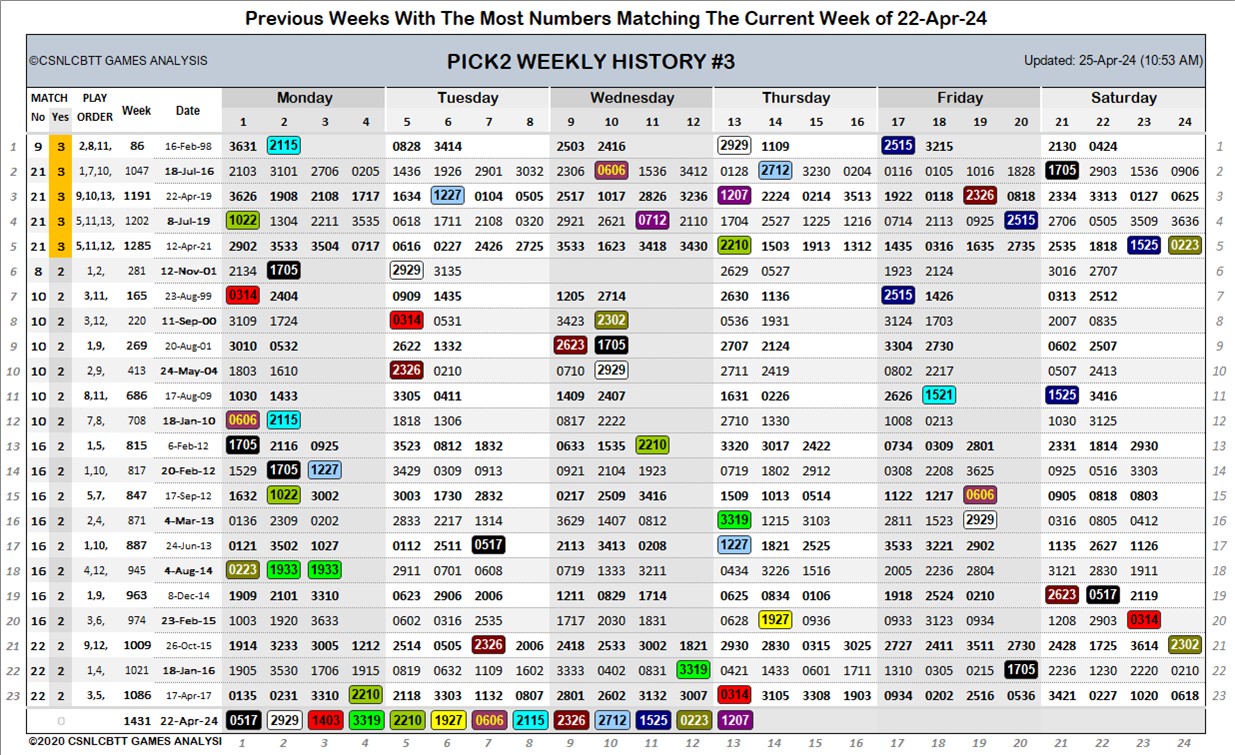 Previous Weeks With The Most Numbers Matching The Current Week of 22-Apr-24
©CSNLCBTT GAMES ANALYSIS PICK2 WEEKLY HISTORY #3 Updated: 25-Apr-24 (10:53 AM)
MATCH PLAY Week Date Monday Tuesday Wednesday Thursday Friday Saturday
No Yes ORDER 1 2 3 4 5 6 7 8 9 10 11 12 13 14 15 16 17 18 19 20 21 22 23 24
1 9 3 2,8,11, 86 16-Feb-98 3631 2115 0828 3414 2503 2416 2929 1109 2515 3215 2130 0424 1
2 21 3 1,7,10, 1047 18-Jul-16 2103 3101 2706 2205 1436 1926 2901 3032 2306 0606 1536 3412 0128 2712 3230 0204 0116 0105 1016 1828 1705 2903 1536 0906 2
3 21 3 9,10,13, 1191 22-Apr-19 3626 1908 2108 1717 1634 1227 0104 0505 2517 1017 2826 3236 1207 2224 0214 3513 1922 0118 2326 0818 2334 3313 0127 0625 3
4 21 3 5,11,13, 1202 8-Jul-19 1022 1304 2211 3535 1704 1711 2108 0320 2921 2621 0712 2110 1704 2527 1225 1216 0714 2113 0925 2515 2706 0505 3509 3636 4
5 21 3 5,11,12, 1285 12-Apr-21 2902 3533 3504 0717 0616 0227 2426 2725 3533 1623 3418 3430 2210 1503 1913 1312 1435 0316 1635 2735 2535 1818 1525 0223 5
6 8 2 1,2, 281 12-Nov-01 2134 1705 2929 3135 2629 0527 1923 2124 3016 2707 6
7 10 2 3,11, 165 23-Aug-99 0314 2404 0909 1435 1205 2714 2630 1136 2515 1426 0313 2512 7
8 10 2 3,12, 220 11-Sep-00 3109 1724 0314 0531 3423 2302 0536 1931 3124 1703 2007 0835 8
9 10 2 1,9, 269 20-Aug-01 3010 0532 2622 1332 2623 1705 2707 2124 3304 2730 0602 2507 9
10 10 2 2,9, 413 24-May-04 1803 1610 2326 0210 0710 2929 2711 2419 0802 2217 0507 2413 10
11 10 2 8,11, 686 17-Aug-09 1030 1433 3305 0411 1409 2407 1631 0226 2626 1521 1525 3416 11
12 10 2 7,8, 708 18-Jan-10 0606 2115 1818 1306 0817 2222 2710 1330 1008 0213 1030 3125 12
13 16 2 1,5, 815 6-Feb-12 1705 2116 0925 3523 0812 1832 0633 1535 2210 3320 3017 2422 0734 0309 2801 2331 1814 2930 13
14 16 2 1,10, 817 20-Feb-12 1529 1705 1227 3429 0309 0913 0921 2104 1923 0719 1802 2912 0308 2208 3625 0925 0516 3303 14
15 16 2 5,7, 847 17-Sep-12 1632 1022 3002 3003 1730 2832 0217 2509 3416 1509 1013 0514 1122 1217 0606 0905 0818 0803 15
16 16 2 2,4, 871 4-Mar-13 0136 2309 0202 2833 2217 1314 3629 1407 0812 3319 1215 3103 2811 1523 2929 0316 0805 0412 16
17 16 2 1,10, 887 24-Jun-13 0121 3502 1027 0112 2511 0517 2113 3413 0208 1227 1821 2525 3533 3221 2902 1135 2627 1126 17
18 16 2 4,12, 945 4-Aug-14 0223 1933 1933 2911 0701 0608 0719 1333 3211 0434 3226 1516 2005 2236 2804 3121 2830 1911 18
19 16 2 1,9, 963 8-Dec-14 1909 2101 3310 0623 2906 2006 1211 0829 1714 0625 0834 0106 1918 2524 0210 2623 0517 2119 19
20 16 2 3,6, 974 23-Feb-15 1003 1920 3633 0602 0316 2535 1717 2030 1831 0628 1927 0936 0933 3123 0934 1208 2903 0314 20
21 22 2 9,12, 1009 26-Oct-15 1914 3233 3005 1212 2514 0505 2326 2006 2418 2533 3002 1821 2930 2830 0315 3025 2727 2411 3511 2730 2428 1725 3614 2302 21
22 22 2 1,4, 1021 18-Jan-16 1905 3530 1706 1915 0819 0632 1109 1602 3333 0402 0831 3319 0421 1433 0601 1711 1310 0305 0215 1705 2236 1230 1220 0210 22
23 22 2 3,5, 1086 17-Apr-17 0135 0231 3310 2210 2118 3303 1132 0807 2801 2602 3132 3007 0314 3105 3308 1903 0934 0202 2516 0536 3421 0227 1020 0618 23
0 1431 22-Apr-24 0517 2929 1403 3319 2210 1927 0606 2115 2326 2712 1525 0223 1207
©2020 CSNLCBTT GAMES ANALYSI 1 2 3 4 5 6 7 8 9 10 11 12 13 14 15 16 17 18 19 20 21 22 23 24